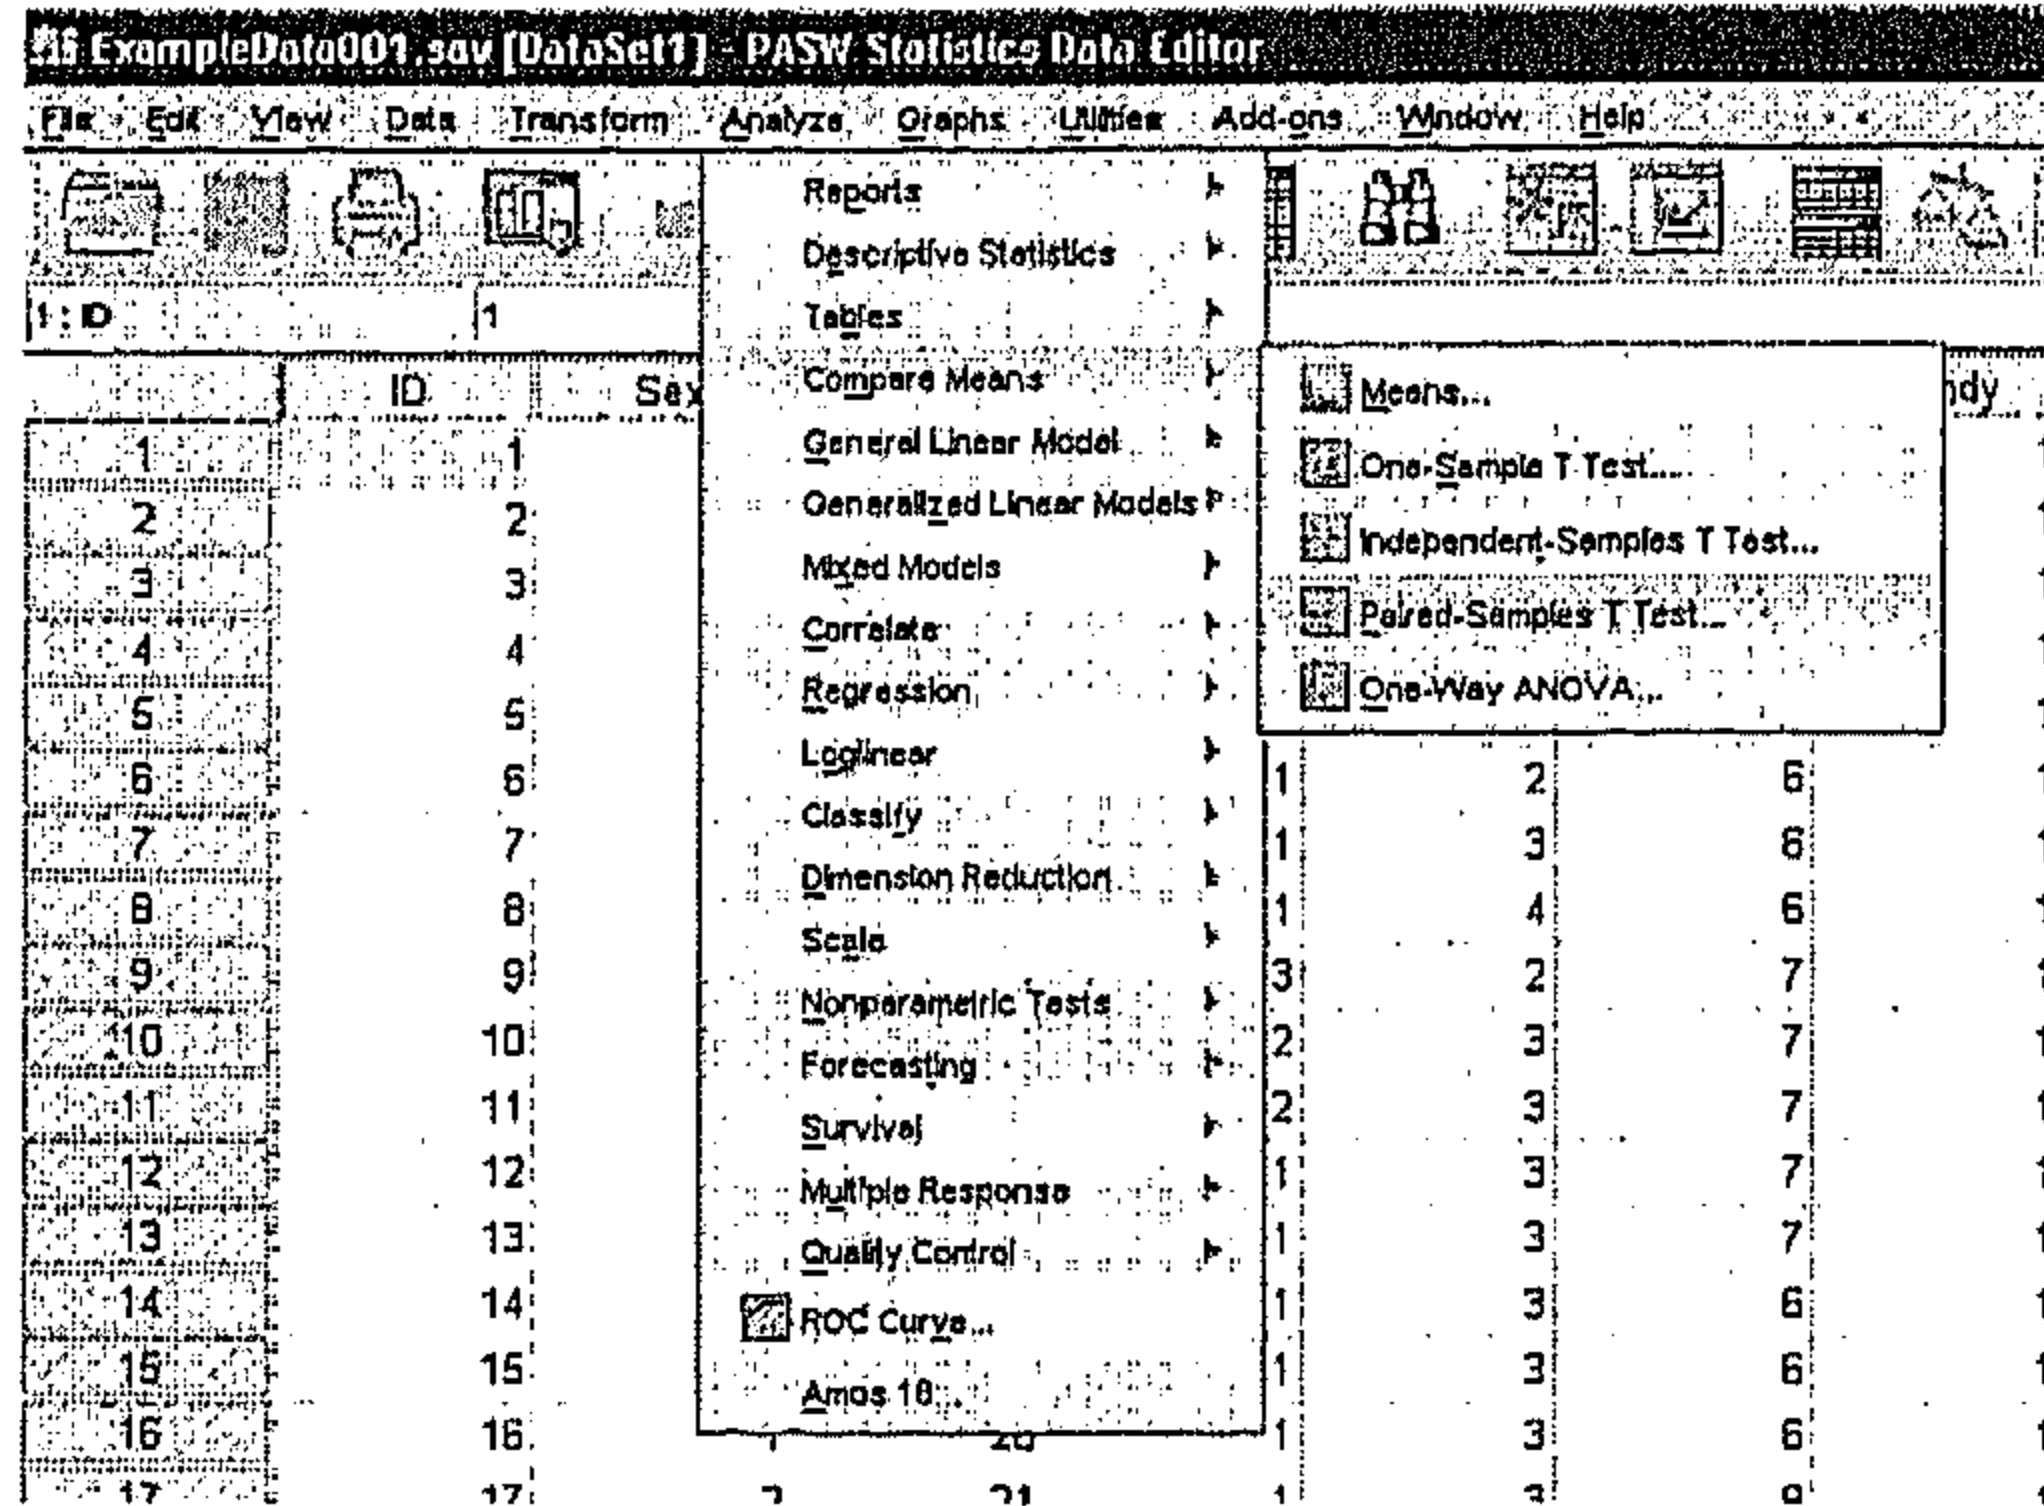 ExampleData001.sav [DataSet1] - PASW Statistics Data Editor
File Edit View Data Transform Analyze Graphs Utilities Add-ons Window Help
Reports
Descriptive Statistics
1 : ID 1 Tables
ID Sex Compare Means Means... ndy
1 1 General Linear Model One-Sample T Test...
2 2 Generalized Linear Models Independent-Samples T Test...
3 3 Mixed Models Paired-Samples T Test...
4 4 Correlate
5 5 Regression One-Way ANOVA...
6 6 Loglinear 1 2 6
7 7 Classify 1 3 6
8 8 Dimension Reduction 1 4 6
9 9 Scale 3 2 7
10 10 Nonparametric Tests 2 3 7
11 11 Forecasting 2 3 7
12 12 Survival 1 3 7
13 13 Multiple Response 1 3 7
Quality Control
14 14 ROC Curve... 1 3 6
15 15 Amos 18... 1 3 6
16 16 1 3 6
17 17 21 1